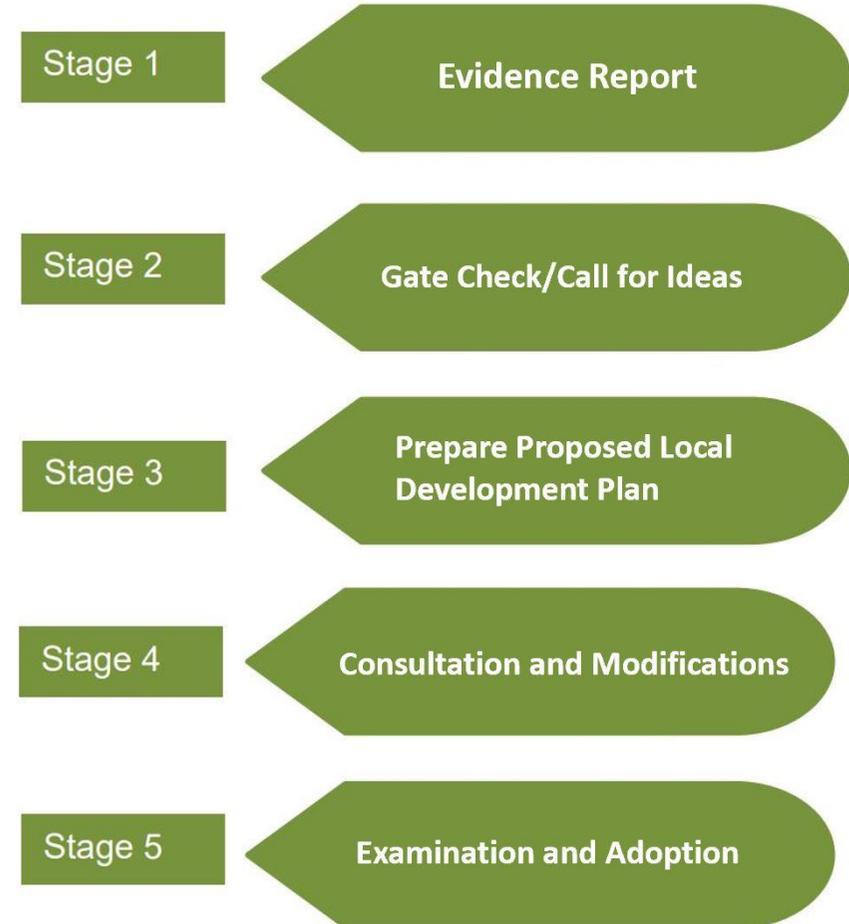 Stage 1
Evidence Report
Stage 2
Gate Check/Call for Ideas
Stage 3
Prepare Proposed Local
Development Plan
Stage 4
Consultation and Modifications
Stage 5
Examination and Adoption